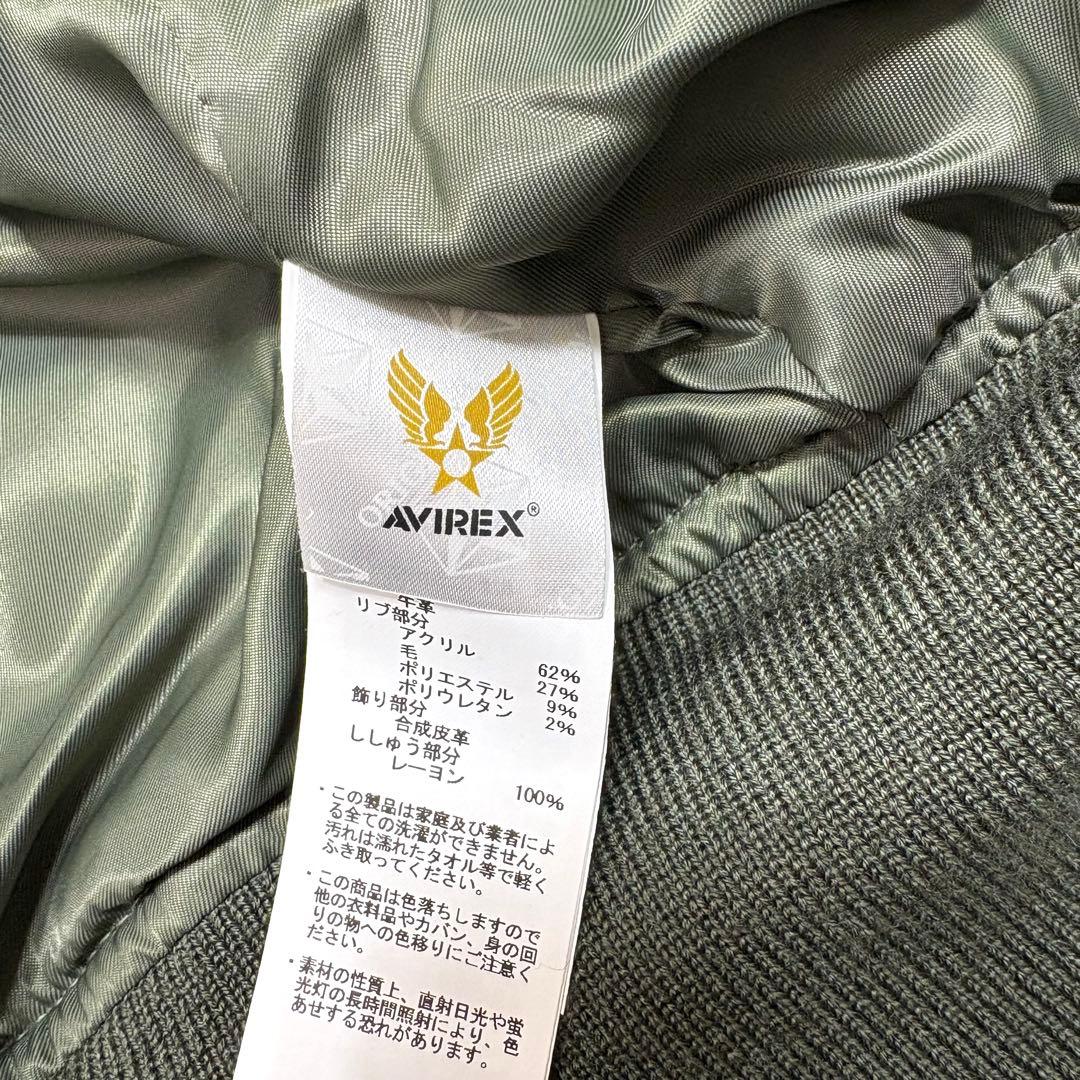 AVIREX®
牛革
リブ部分
アクリル 62%
毛 27%
ポリエステル 9%
ポリウレタン 2%
飾り部分
合成皮革
ししゅう部分
レーヨン 100%
・この製品は家庭及び業者によ
る全ての洗濯ができません。
汚れは濡れたタオル等で軽く
ふき取ってください。
・この商品は色落ちしますので
他の衣料品やカバン、身の回
りの物への色移りにご注意く
ださい。
・素材の性質上、直射日光や蛍
光灯の長時間照射により、色
あせする恐れがあります。